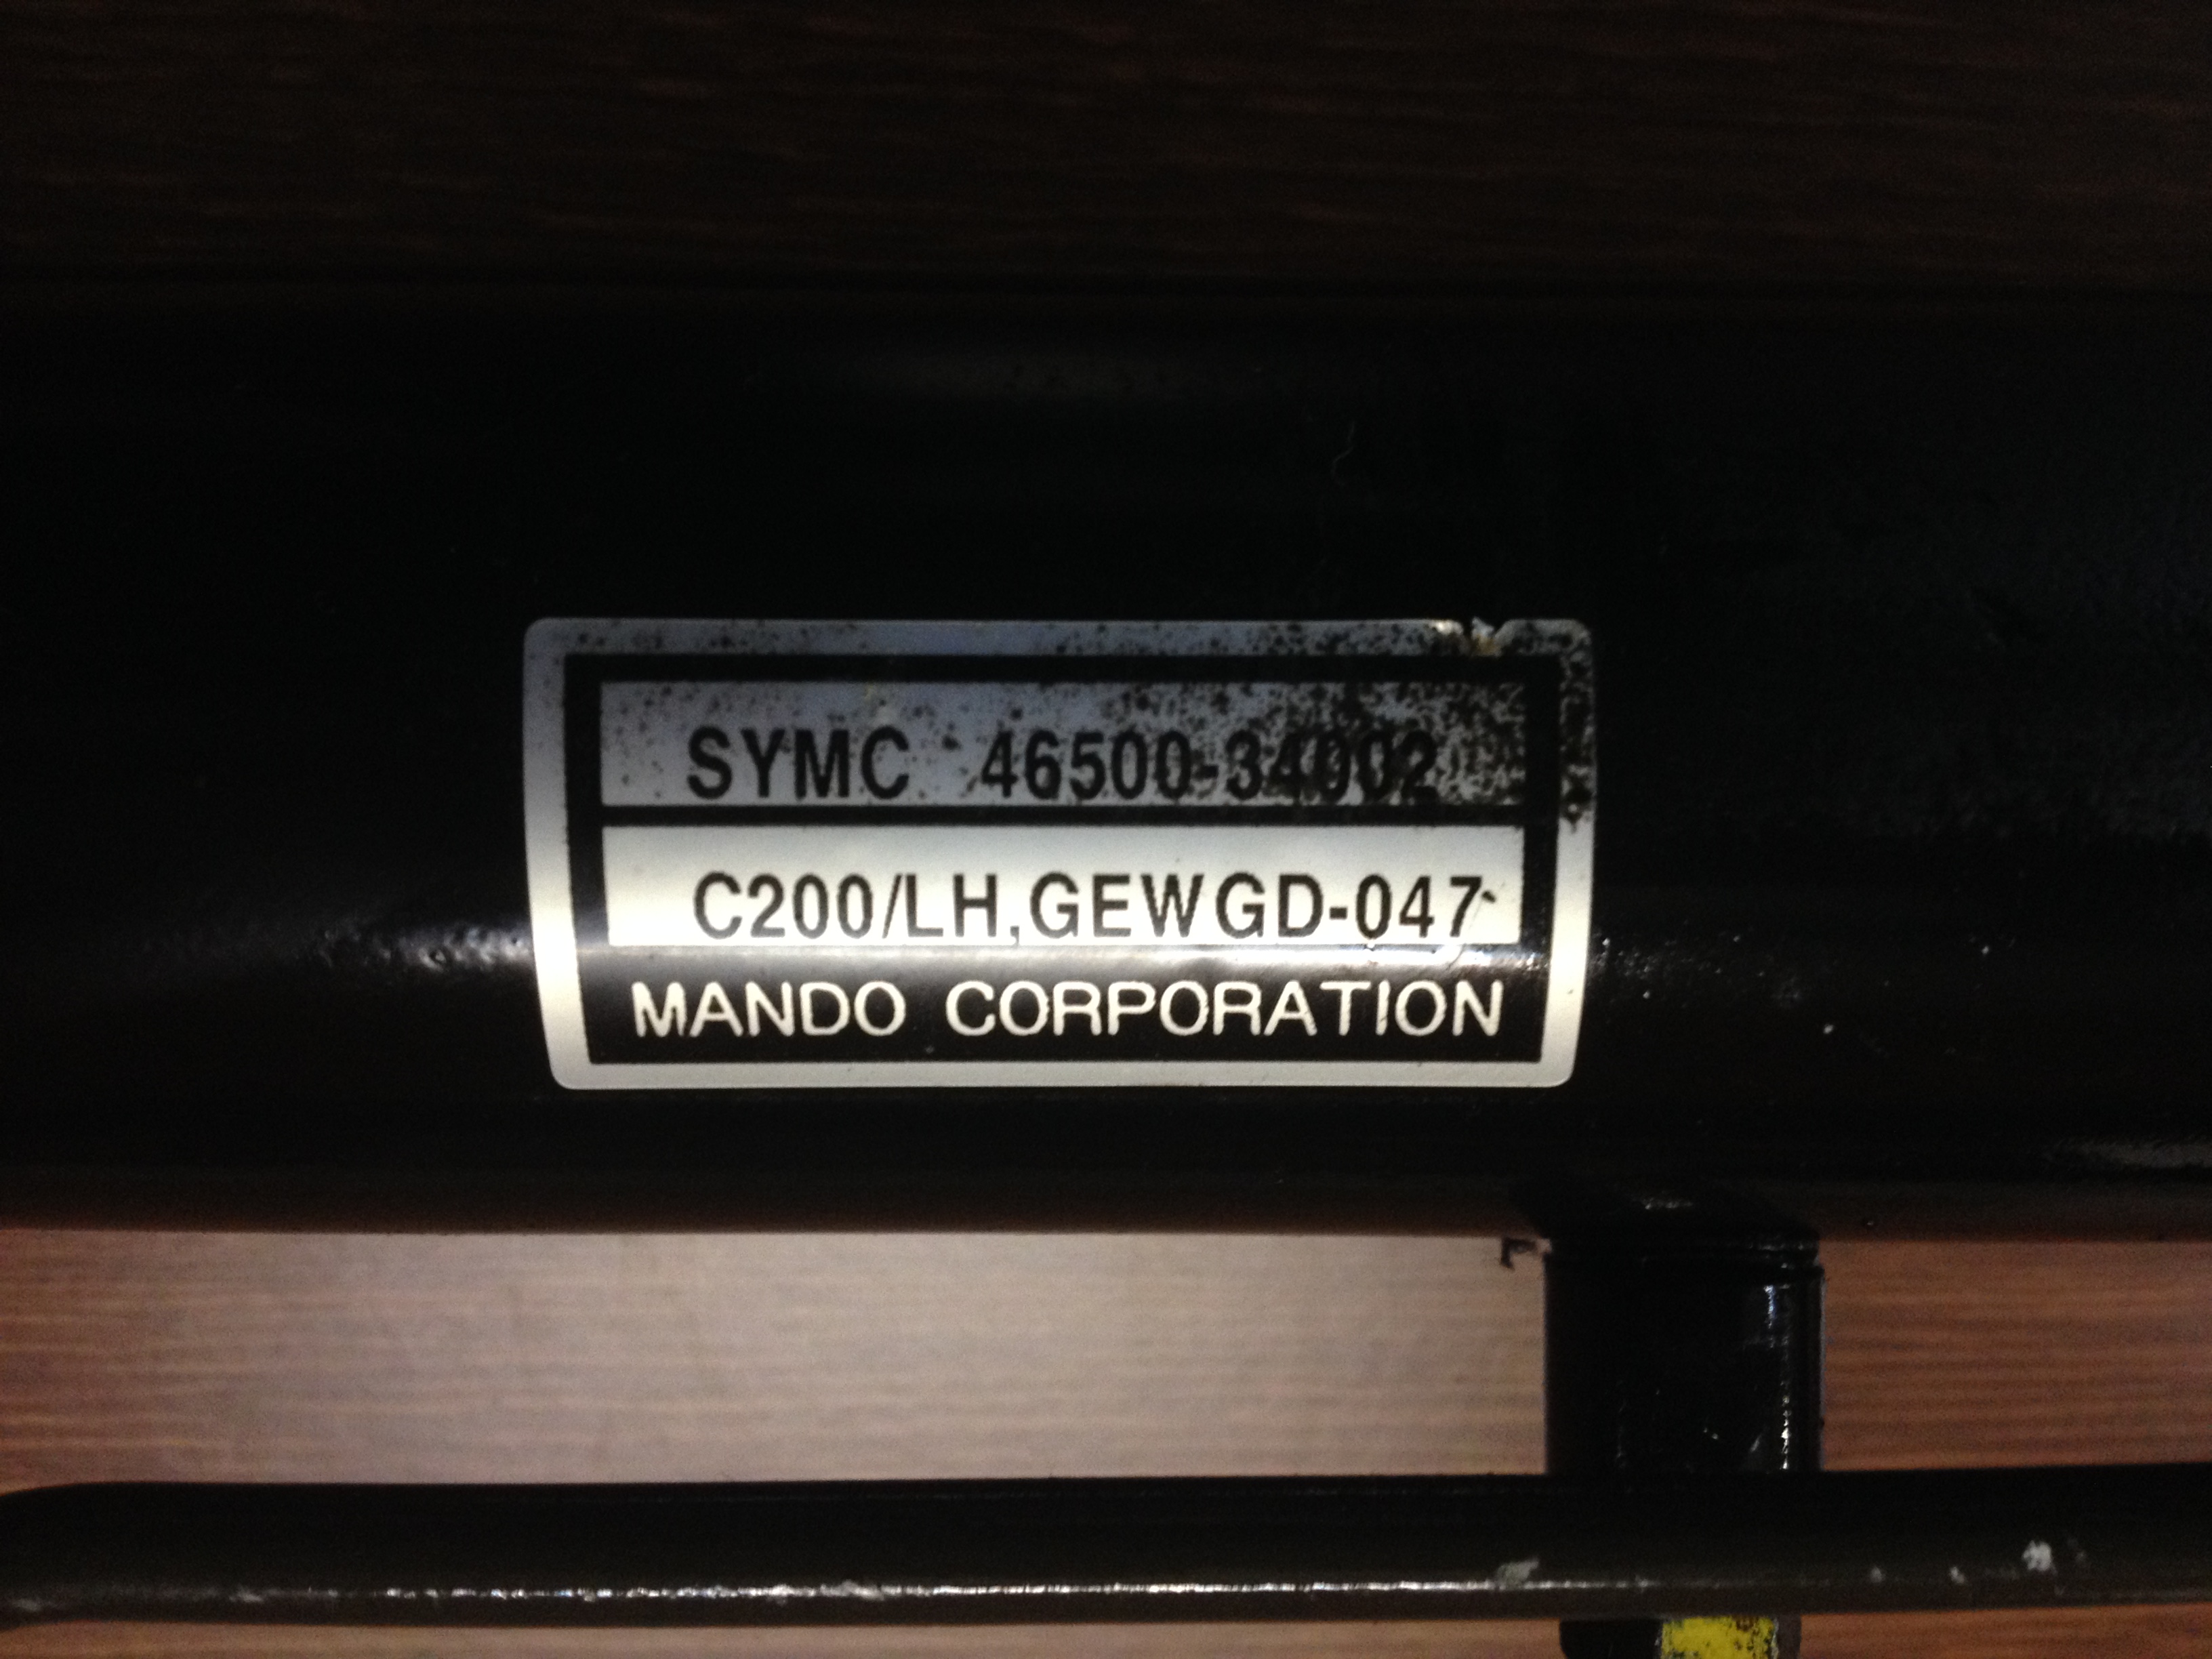 SYMC 46500-34002
C200/LH,GEWGD-047
MANDO CORPORATION